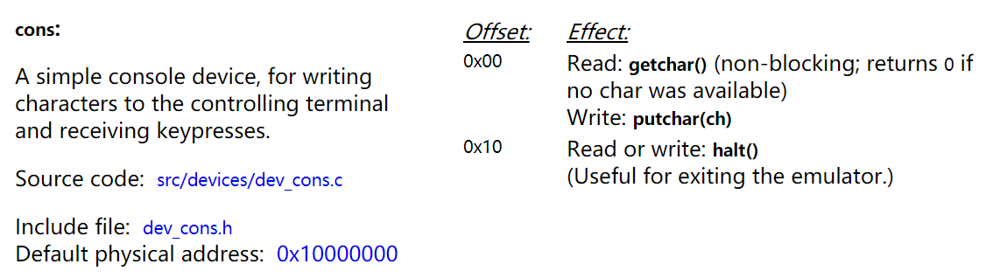 cons:
A simple console device, for writing
characters to the controlling terminal
and receiving keypresses.
Source code: src/devices/dev_cons.c
Include file: dev_cons.h
Default physical address: 0x10000000
Offset: Effect:
0x00 Read: getchar() (non-blocking; returns 0 if
no char was available)
Write: putchar(ch)
0x10 Read or write: halt()
(Useful for exiting the emulator.)